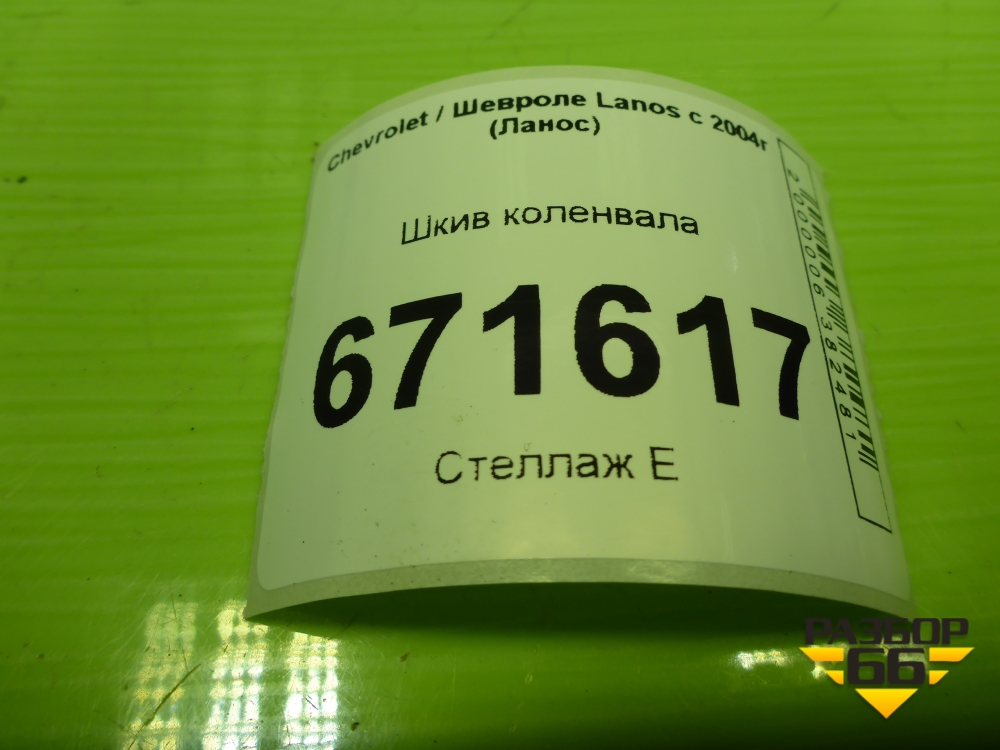 Chevrolet / Шевроле Lanos с 2004г
(Ланос)
Шкив коленвала
671617
Стеллаж Е
2000006382481
РАЗБОР
66